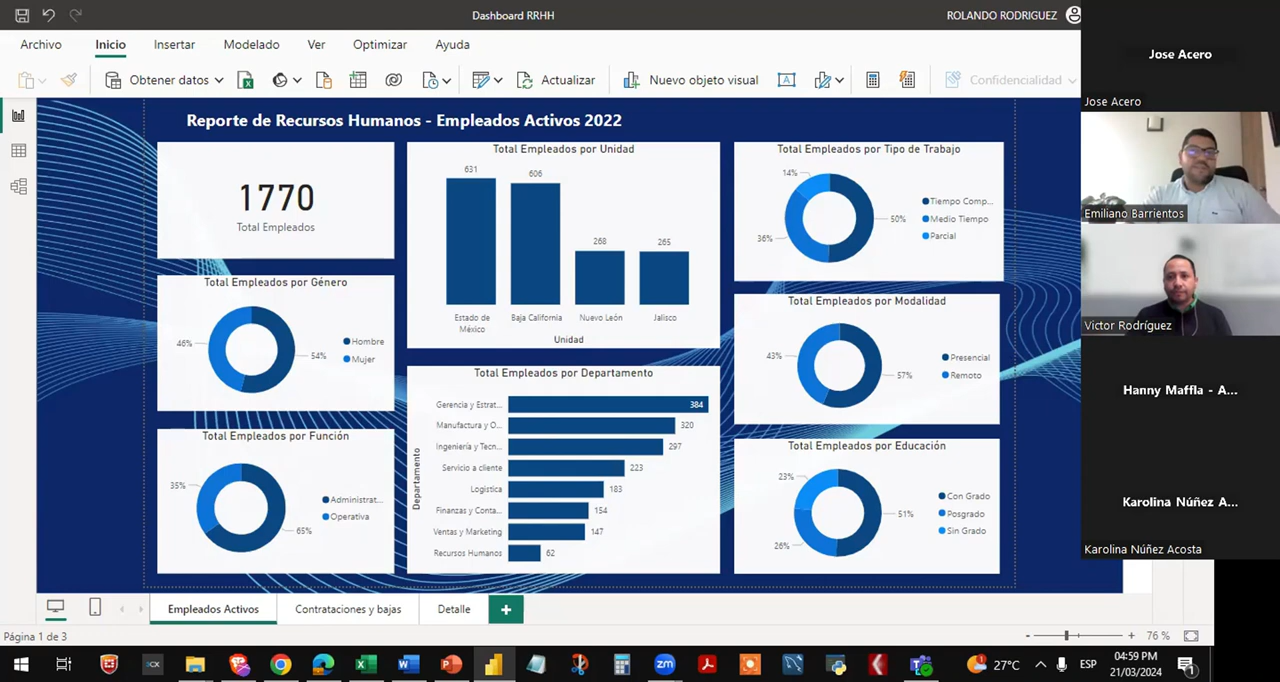 Dashboard RRHH
ROLANDO RODRIGUEZ
Archivo
Inicio
Insertar
Modelado
Ver
Optimizar
Ayuda
Obtener datos
Actualizar
Nuevo objeto visual
Confidencialidad
Reporte de Recursos Humanos - Empleados Activos 2022
1770
Total Empleados
Total Empleados por Género
46%
54%
Hombre
Mujer
Total Empleados por Función
35%
65%
Administrat...
Operativa
Total Empleados por Unidad
631
606
268
265
Estado de
México
Baja California
Nuevo León
Jalisco
Unidad
Total Empleados por Departamento
Departamento
Gerencia y Estrat... 384
Manufactura y O... 320
Ingeniería y Tecn... 297
Servicio a cliente 223
Logística 183
Finanzas y Conta... 154
Ventas y Marketing 147
Recursos Humanos 62
Total Empleados por Tipo de Trabajo
14%
36%
50%
Tiempo Comp...
Medio Tiempo
Parcial
Total Empleados por Modalidad
43%
57%
Presencial
Remoto
Total Empleados por Educación
23%
26%
51%
Con Grado
Posgrado
Sin Grado
Jose Acero
Jose Acero
Emiliano Barrientos
Victor Rodríguez
Hanny Maffla - A...
Karolina Núñez A...
Karolina Núñez Acosta
Empleados Activos
Contrataciones y bajas
Detalle
+
Página 1 de 3
- + 76 %
27°C
ESP
04:59 PM
21/03/2024
1